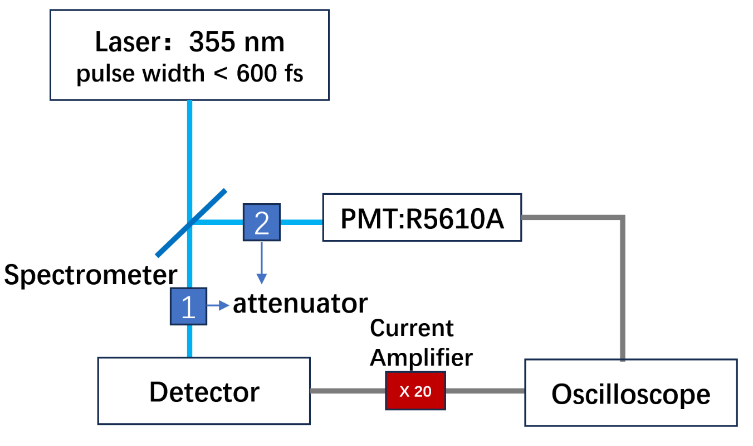 Laser：355 nm
pulse width < 600 fs
2
PMT:R5610A
Spectrometer
1
attenuator
Current
Amplifier
Detector
X 20
Oscilloscope